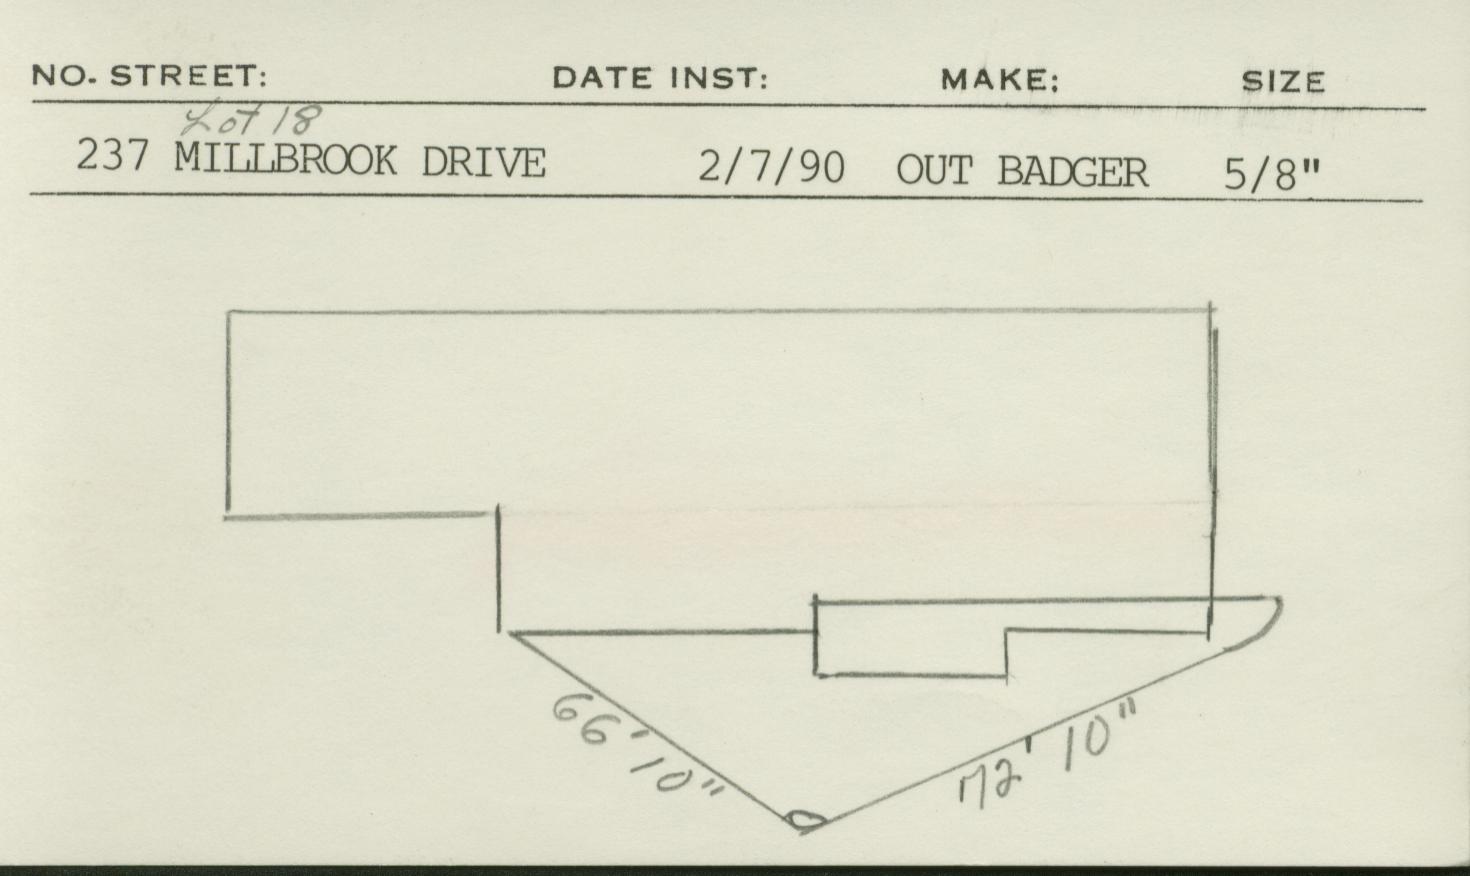 NO. STREET: DATE INST: MAKE: SIZE
Lot 18
237 MILLBROOK DRIVE 2/7/90 OUT BADGER 5/8"
66' 10"
72' 10"